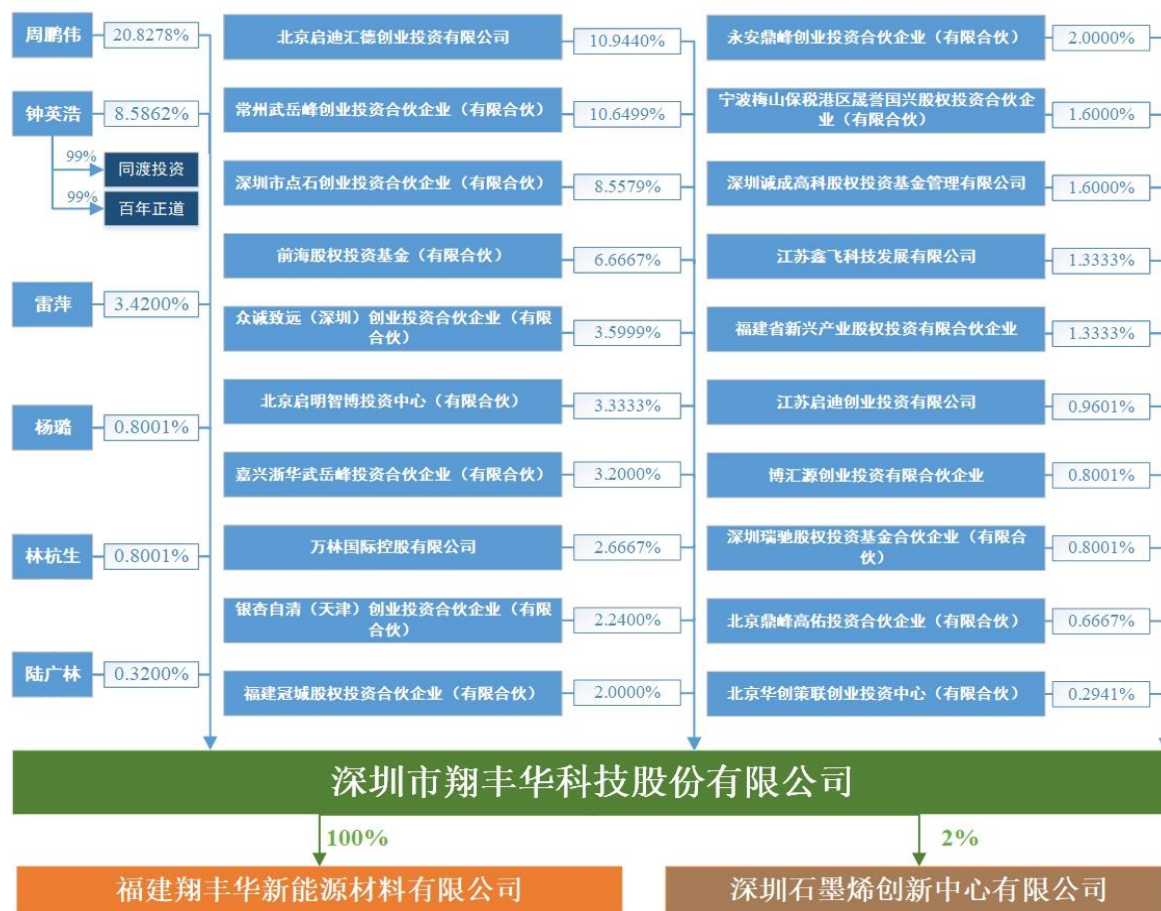 周鹏伟
20.8278%
钟英浩
8.5862%
99%
同渡投资
99%
百年正道
雷萍
3.4200%
杨璐
0.8001%
林杭生
0.8001%
陆广林
0.3200%
北京启迪汇德创业投资有限公司
10.9440%
常州武岳峰创业投资合伙企业（有限合伙）
10.6499%
深圳市点石创业投资合伙企业（有限合伙）
8.5579%
前海股权投资基金（有限合伙）
6.6667%
众诚致远（深圳）创业投资合伙企业（有限
合伙）
3.5999%
北京启明智博投资中心（有限合伙）
3.3333%
嘉兴浙华武岳峰投资合伙企业（有限合伙）
3.2000%
万林国际控股有限公司
2.6667%
银杏自清（天津）创业投资合伙企业（有限
合伙）
2.2400%
福建冠城股权投资合伙企业（有限合伙）
2.0000%
永安鼎峰创业投资合伙企业（有限合伙）
2.0000%
宁波梅山保税港区晟誉国兴股权投资合伙企
业（有限合伙）
1.6000%
深圳诚成高科股权投资基金管理有限公司
1.6000%
江苏鑫飞科技发展有限公司
1.3333%
福建省新兴产业股权投资有限合伙企业
1.3333%
江苏启迪创业投资有限公司
0.9601%
博汇源创业投资有限合伙企业
0.8001%
深圳瑞驰股权投资基金合伙企业（有限合
伙）
0.8001%
北京鼎峰高佑投资合伙企业（有限合伙）
0.6667%
北京华创策联创业投资中心（有限合伙）
0.2941%
深圳市翔丰华科技股份有限公司
100%
2%
福建翔丰华新能源材料有限公司
深圳石墨烯创新中心有限公司